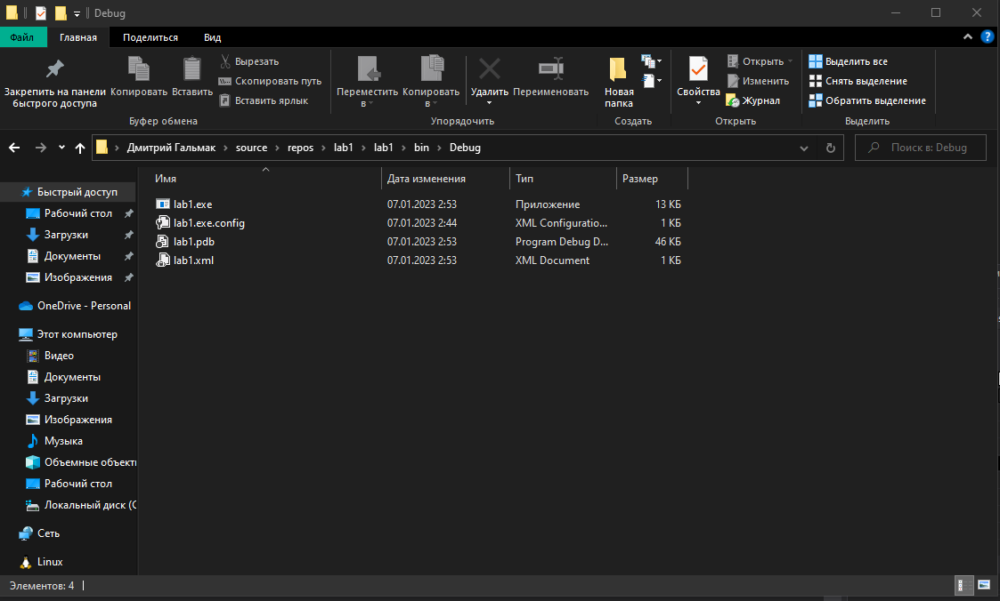 Debug
Файл Главная Поделиться Вид
Закрепить на панели быстрого доступа
Копировать
Вставить
Вырезать
Скопировать путь
Вставить ярлык
Буфер обмена
Переместить в
Копировать в
Удалить
Переименовать
Упорядочить
Новая папка
Создать
Свойства
Открыть
Изменить
Журнал
Открыть
Выделить все
Снять выделение
Обратить выделение
Выделить
Дмитрий Гальмак > source > repos > lab1 > lab1 > bin > Debug
Поиск в: Debug
Быстрый доступ
Рабочий стол
Загрузки
Документы
Изображения
OneDrive - Personal
Этот компьютер
Видео
Документы
Загрузки
Изображения
Музыка
Объемные объекты
Рабочий стол
Локальный диск (C
Сеть
Linux
Имя Дата изменения Тип Размер
lab1.exe 07.01.2023 2:53 Приложение 13 КБ
lab1.exe.config 07.01.2023 2:44 XML Configuratio... 1 КБ
lab1.pdb 07.01.2023 2:53 Program Debug D... 46 КБ
lab1.xml 07.01.2023 2:53 XML Document 1 КБ
Элементов: 4